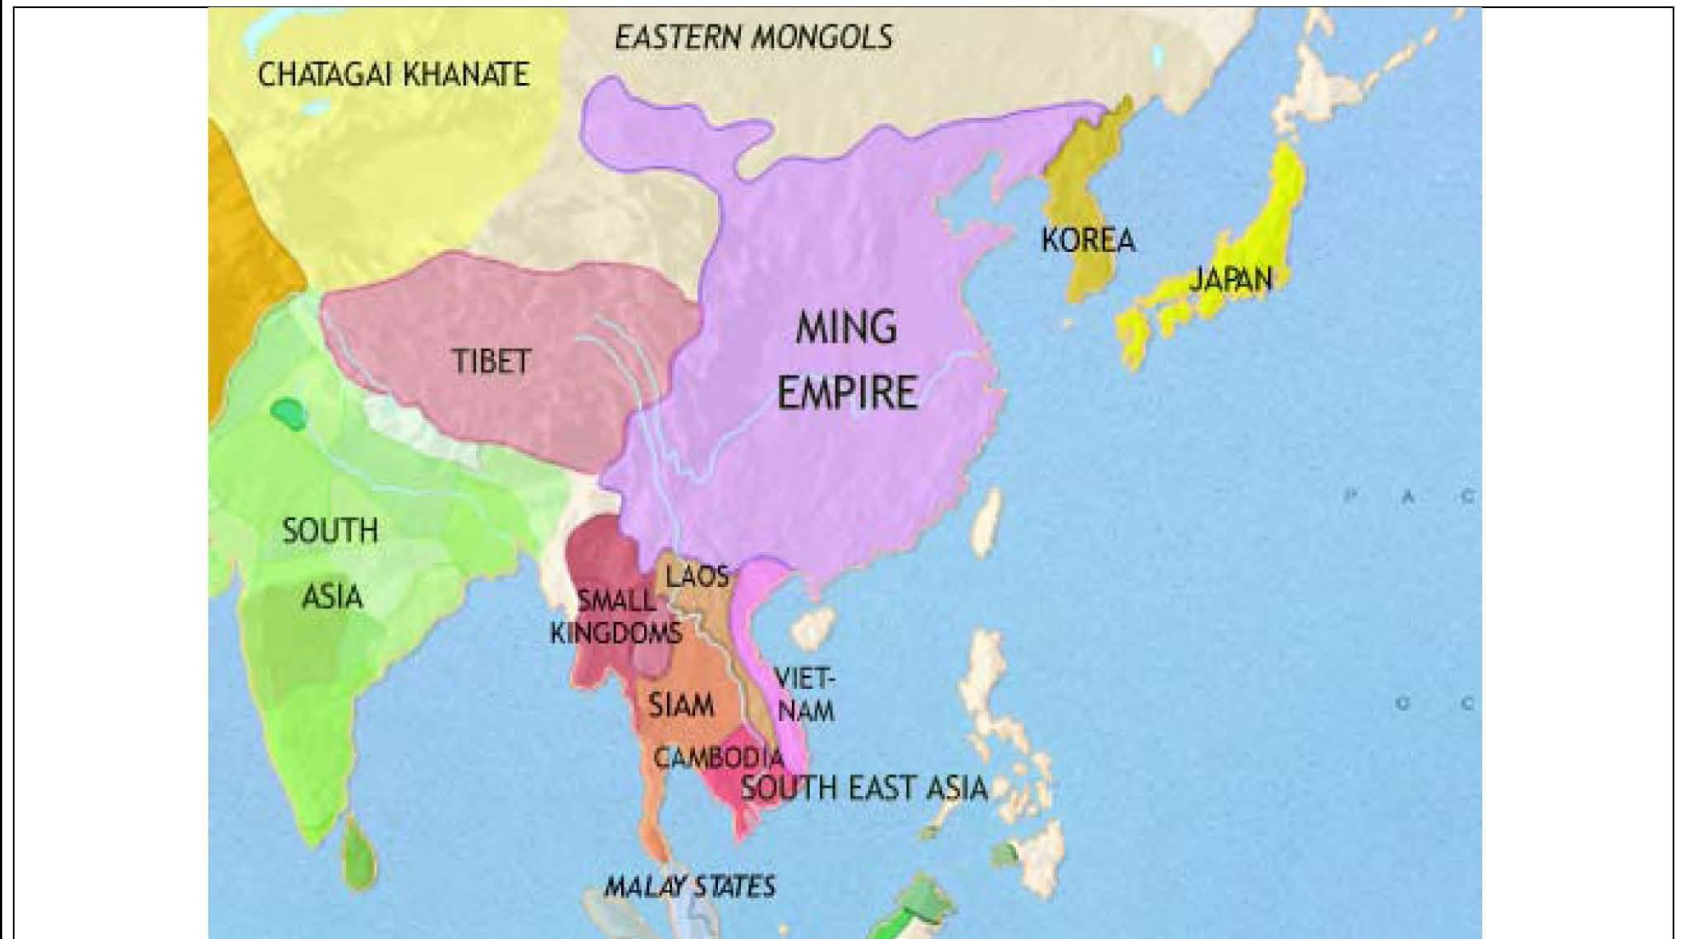 EASTERN MONGOLS
CHATAGAI KHANATE
KOREA
JAPAN
MING
EMPIRE
TIBET
P A C
SOUTH
ASIA
LAOS
SMALL
KINGDOMS
VIET-
NAM
SIAM
O C
CAMBODIA
SOUTH EAST ASIA
MALAY STATES